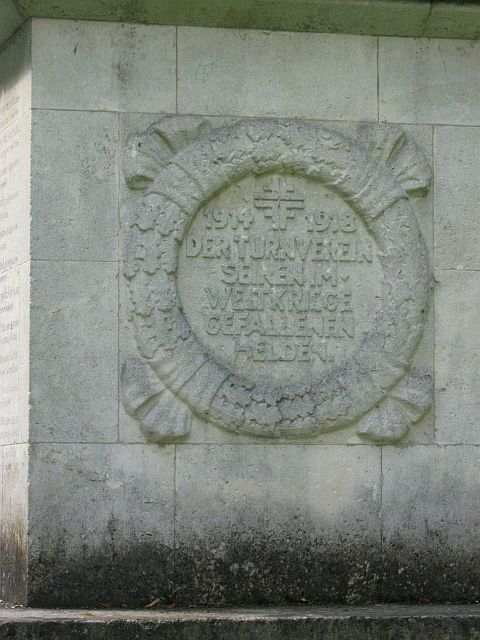 1914 1918
DER TURNVEREIN
SEINEN IM
WELTKRIEGE
GEFALLENEN
HELDEN.